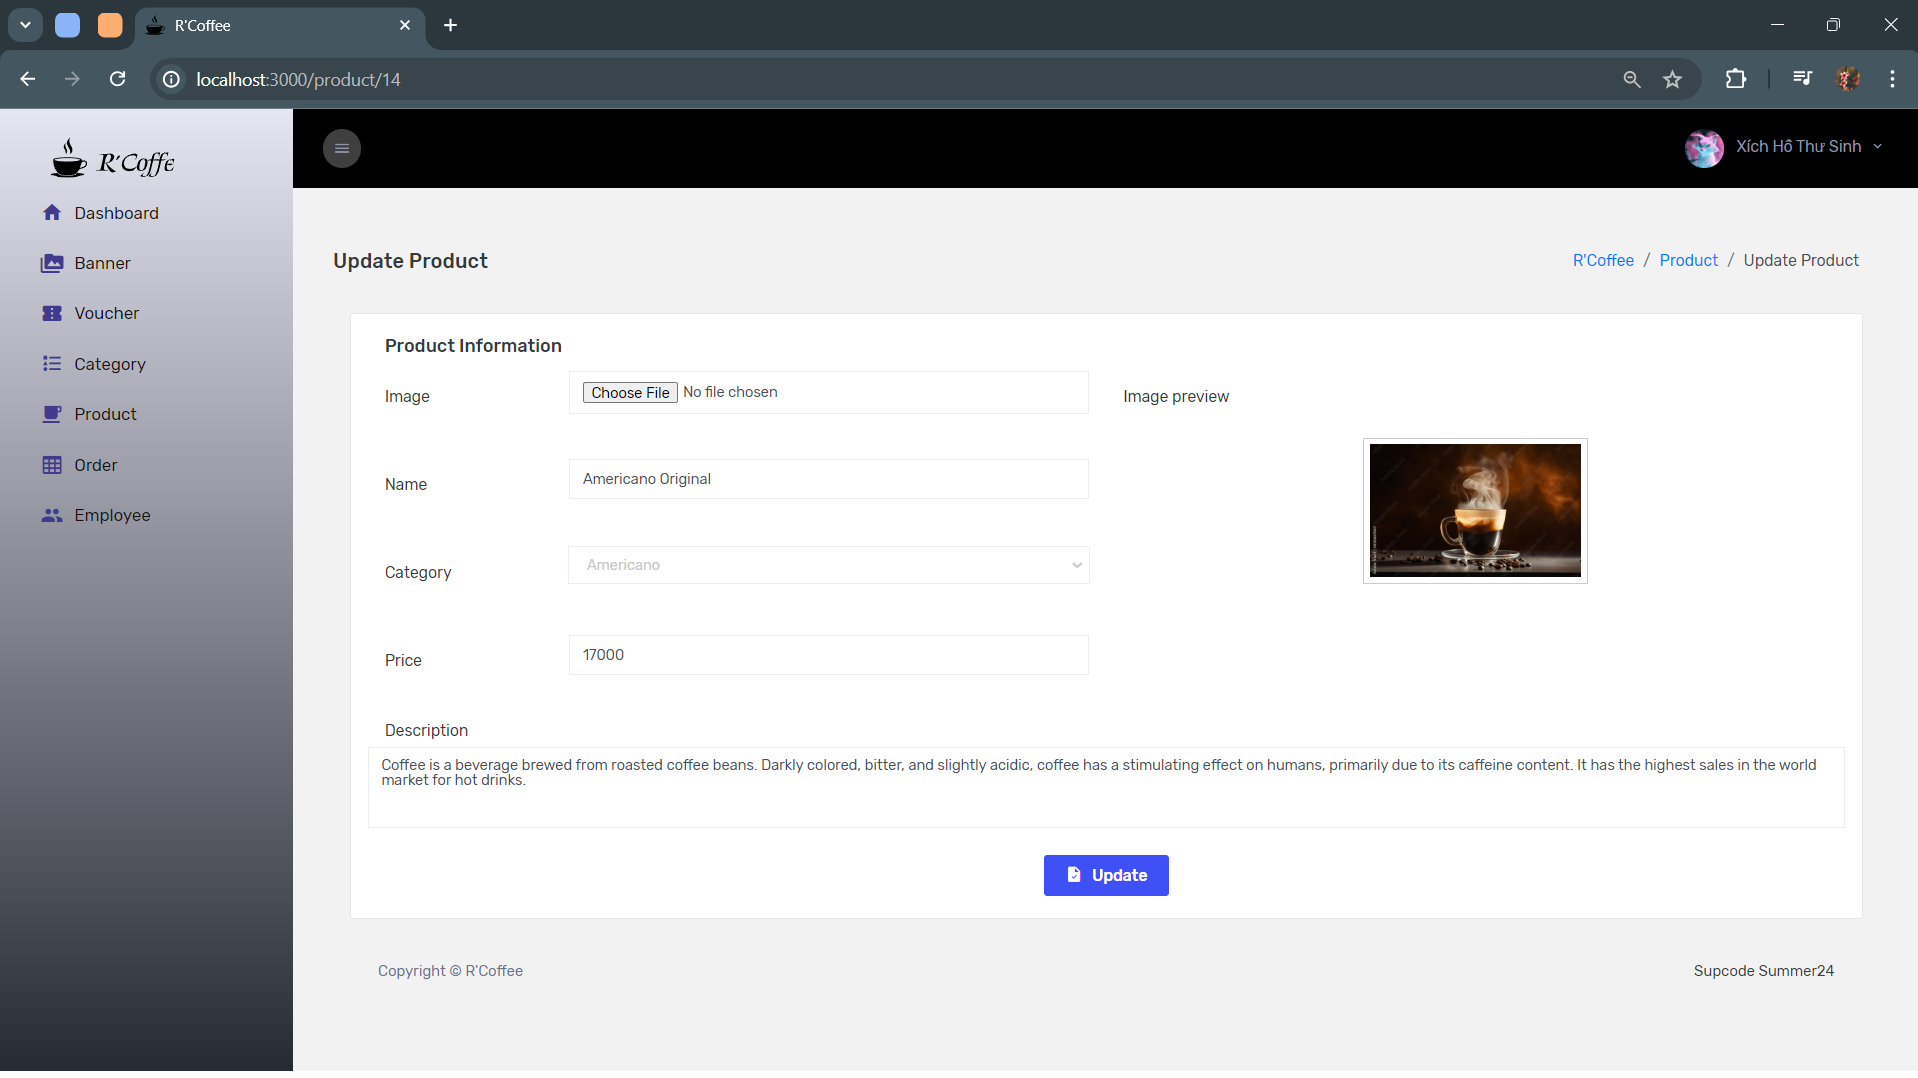 R'Coffee
localhost:3000/product/14
R'Coffe
Xích Hồ Thư Sinh
Dashboard
Banner
Voucher
Category
Product
Order
Employee
Update Product
R'Coffee / Product / Update Product
Product Information
Image
Choose File No file chosen
Image preview
Name
Americano Original
Category
Americano
Price
17000
Description
Coffee is a beverage brewed from roasted coffee beans. Darkly colored, bitter, and slightly acidic, coffee has a stimulating effect on humans, primarily due to its caffeine content. It has the highest sales in the world
market for hot drinks.
Update
Copyright © R'Coffee
Supcode Summer24